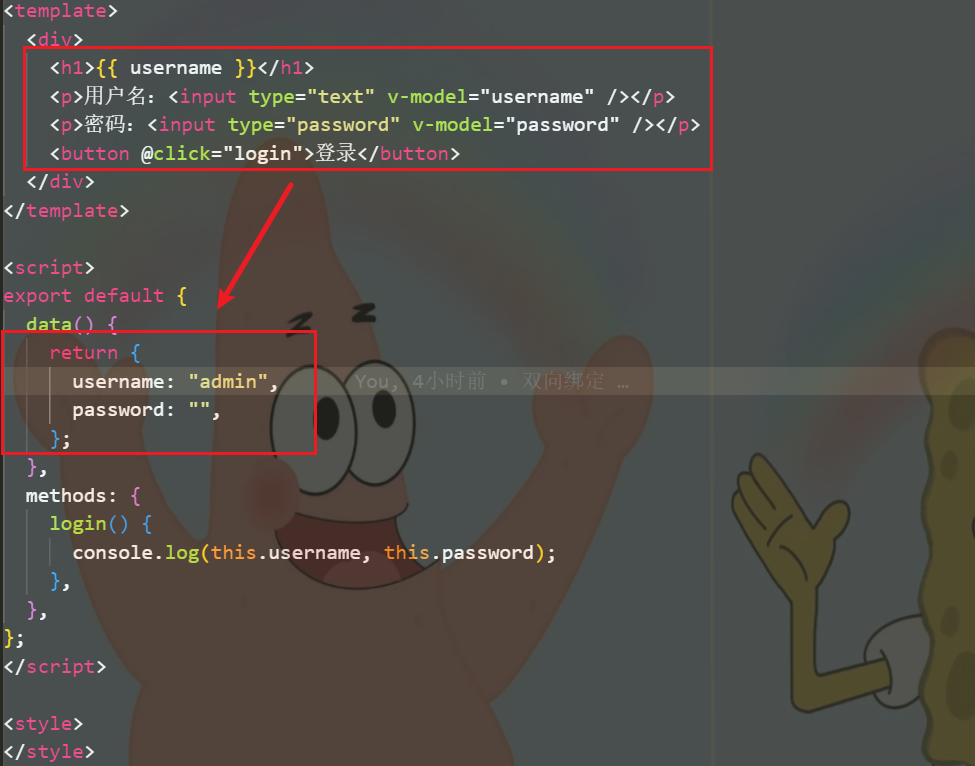 <template>
<div>
<h1>{{ username }}</h1>
<p>用户名：<input type="text" v-model="username" /></p>
<p>密码：<input type="password" v-model="password" /></p>
<button @click="login">登录</button>
</div>
</template>
<script>
export default {
data() {
return {
username: "admin", You, 4小时前 • 双向绑定 …
password: "",
};
},
methods: {
login() {
console.log(this.username, this.password);
},
},
};
</script>
<style>
</style>